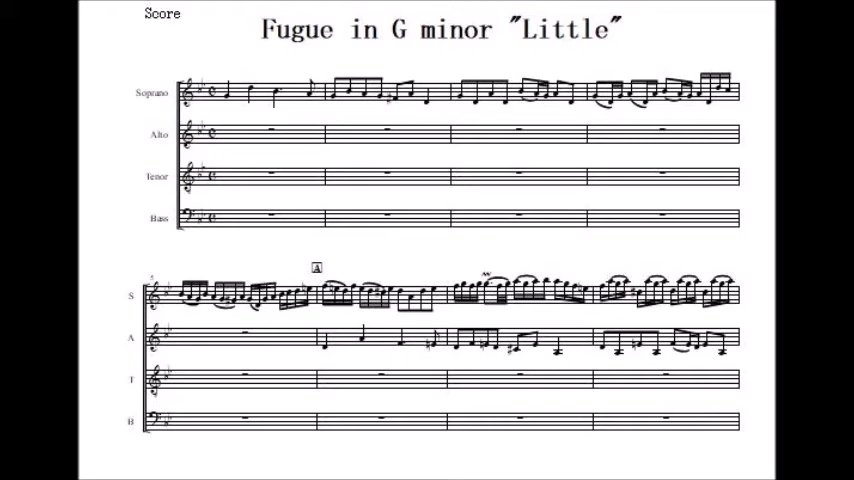 Score
Fugue in G minor "Little"
Soprano
Alto
Tenor
Bass
5
A
S
A
T
B